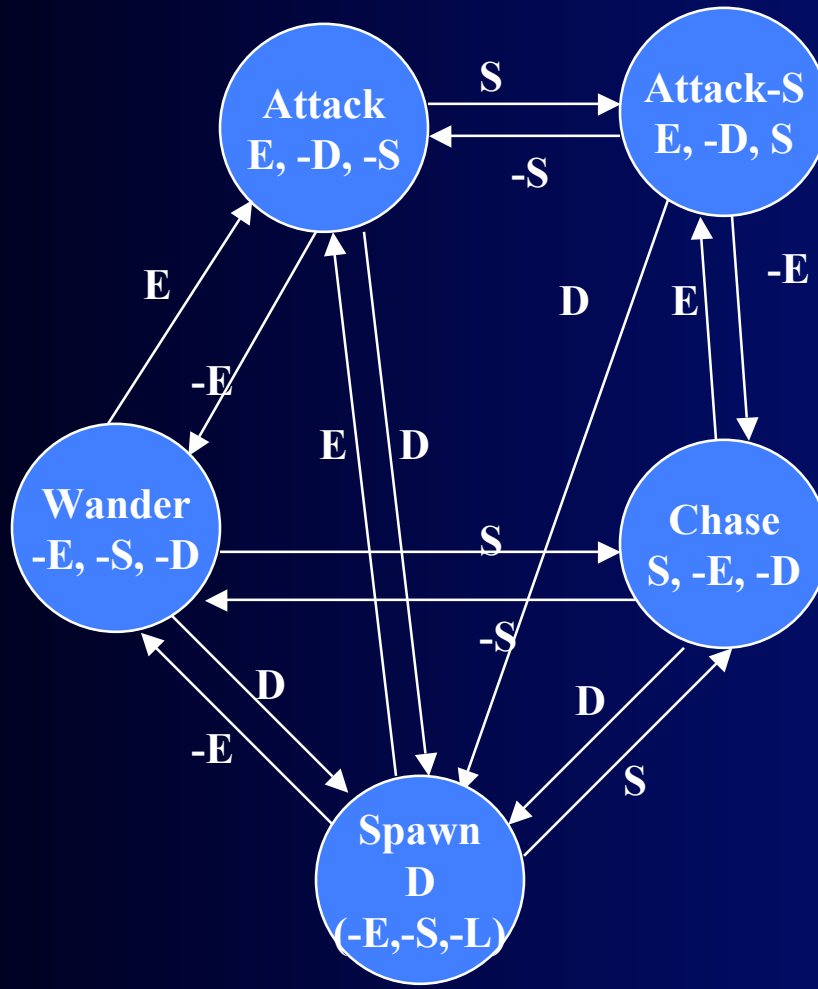 S
Attack
E, -D, -S
Attack-S
E, -D, S
-S
E
D
-E
E
-E
E
D
Wander
-E, -S, -D
S
Chase
S, -E, -D
-S
D
D
-E
S
Spawn
D
(-E,-S,-L)